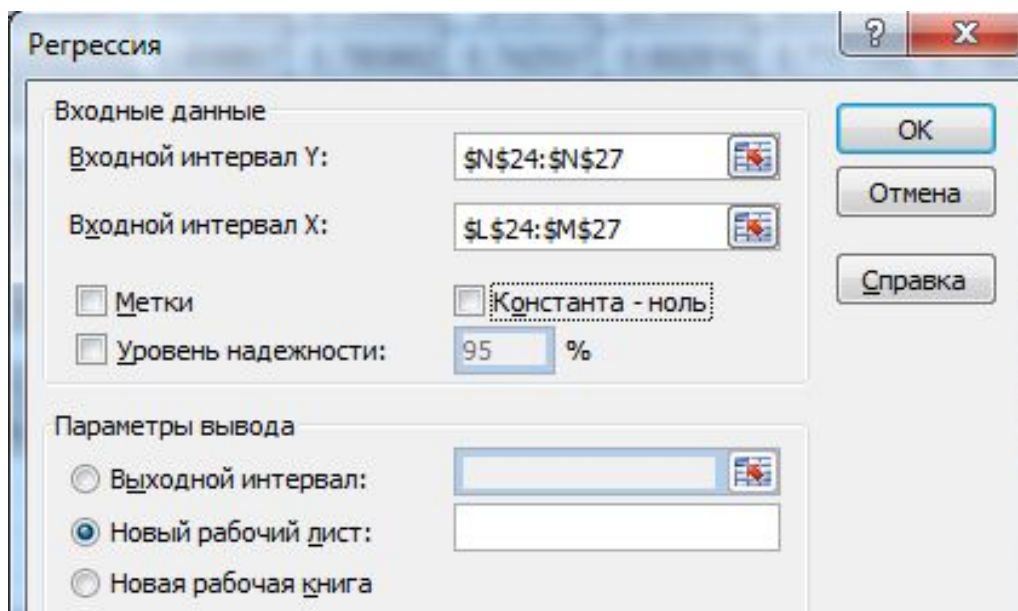 Регрессия
?
X
Входные данные
Входной интервал Y:
$N$24:$N$27
Входной интервал X:
$L$24:$M$27
Метки
Константа - ноль
Уровень надежности:
95
%
OK
Отмена
Справка
Параметры вывода
Выходной интервал:
Новый рабочий лист:
Новая рабочая книга